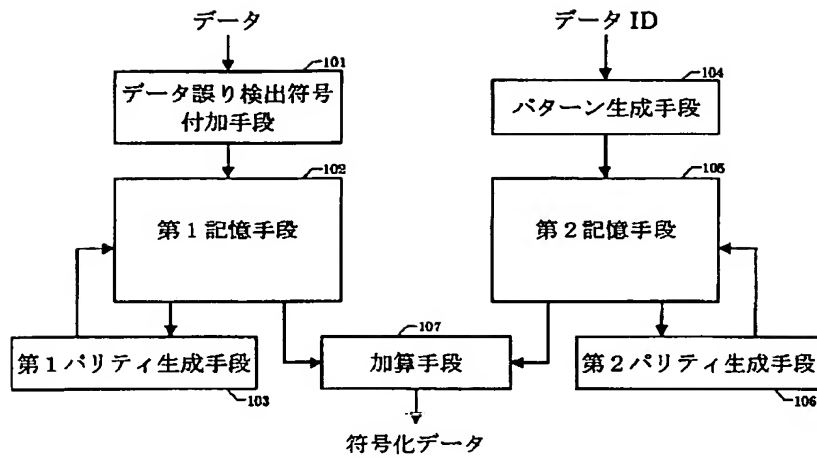 データ
データ ID
101
データ誤り検出符号
付加手段
104
パターン生成手段
102
第1記憶手段
105
第2記憶手段
107
第1パリティ生成手段
加算手段
第2パリティ生成手段
103
106
符号化データ